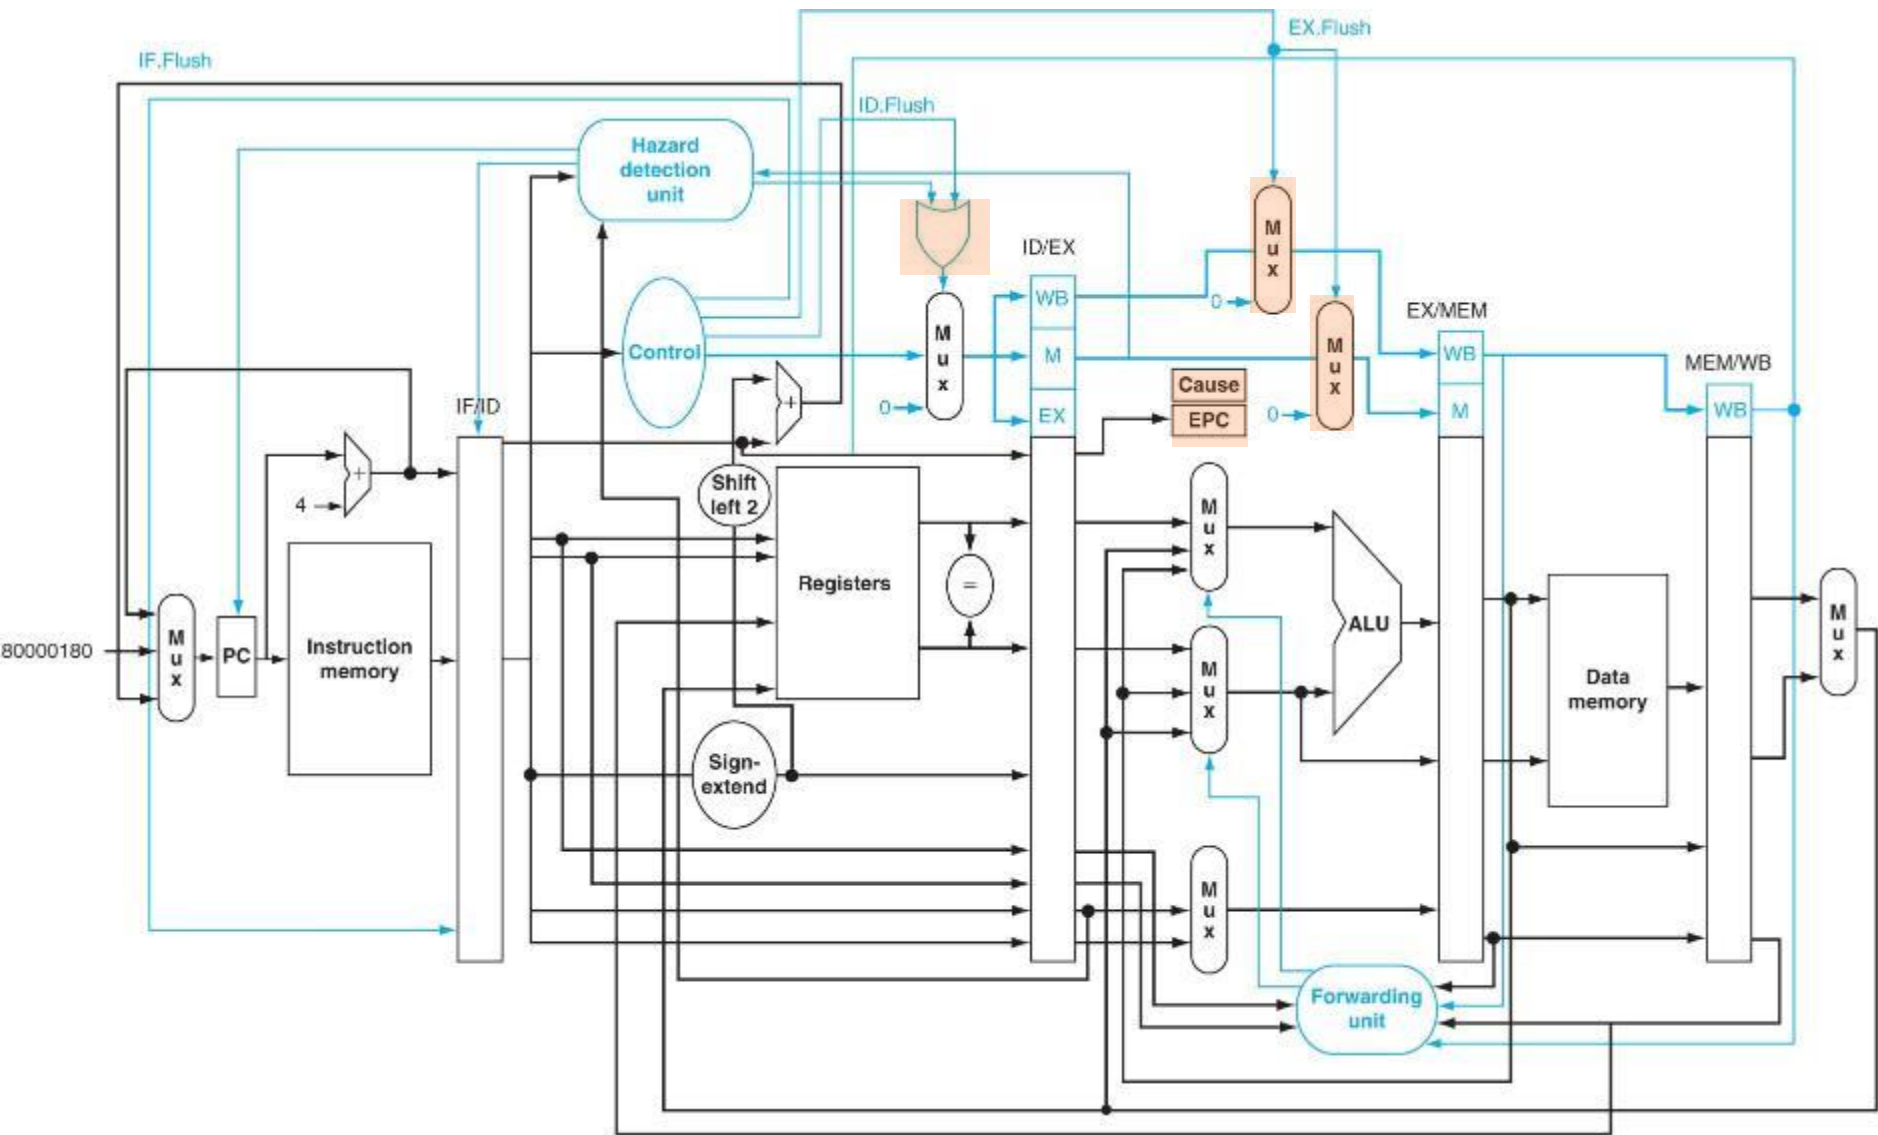 EX.Flush
IF.Flush
ID.Flush
Hazard
detection
unit
M
u
x
ID/EX
WB
0
EX/MEM
M
u
x
M
u
x
Control
M
WB
MEM/WB
Cause
+
IF/ID
0
EX
EPC
0
M
WB
+
4
Shift
left 2
M
u
x
Registers
=
ALU
M
u
x
80000180
M
u
x
PC
Instruction
memory
M
u
x
Data
memory
Sign-
extend
M
u
x
Forwarding
unit